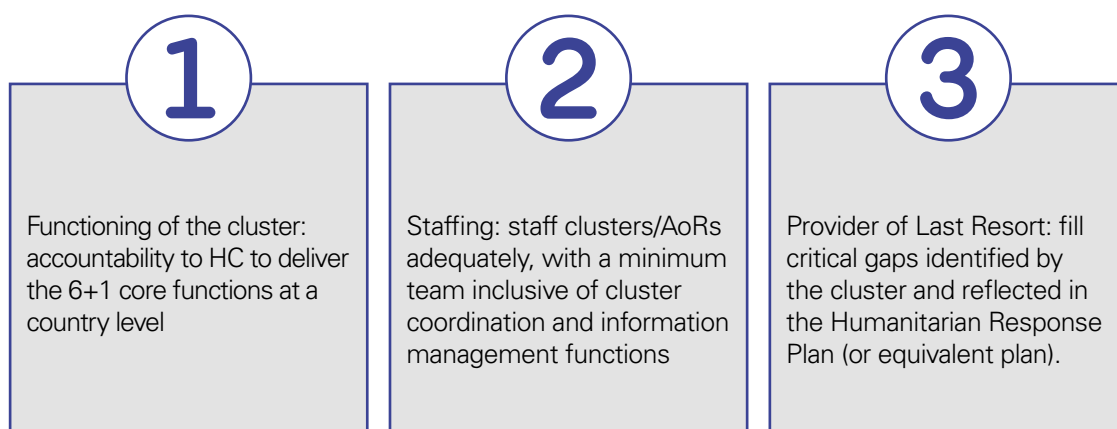 1
Functioning of the cluster:
accountability to HC to deliver
the 6+1 core functions at a
country level
2
Staffing: staff clusters/AoRs
adequately, with a minimum
team inclusive of cluster
coordination and information
management functions
3
Provider of Last Resort: fill
critical gaps identified by
the cluster and reflected in
the Humanitarian Response
Plan (or equivalent plan).